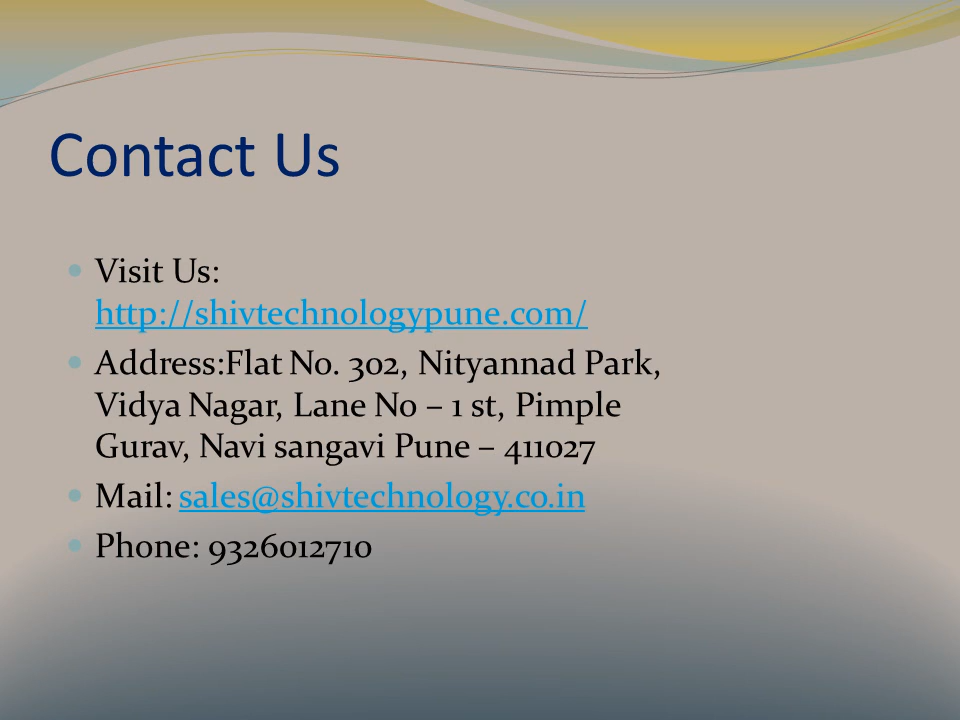 Contact Us
Visit Us:
http://shivtechnologypune.com/
Address:Flat No. 302, Nityannad Park,
Vidya Nagar, Lane No – 1 st, Pimple
Gurav, Navi sangavi Pune – 411027
Mail: sales@shivtechnology.co.in
Phone: 9326012710